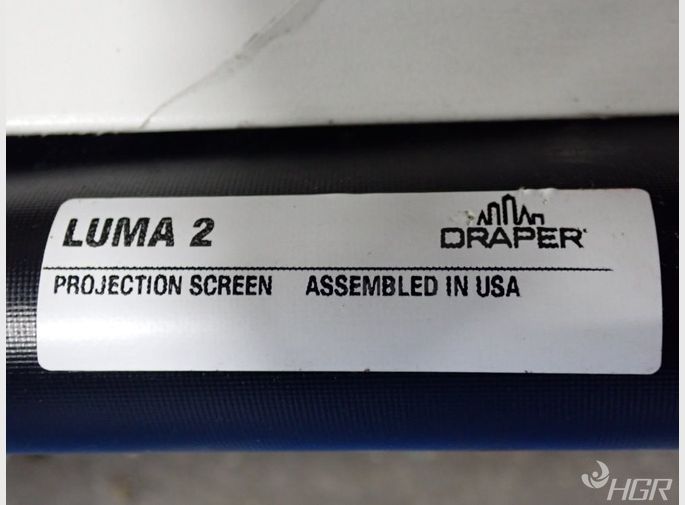 LUMA 2
DRAPER
PROJECTION SCREEN ASSEMBLED IN USA
HGR